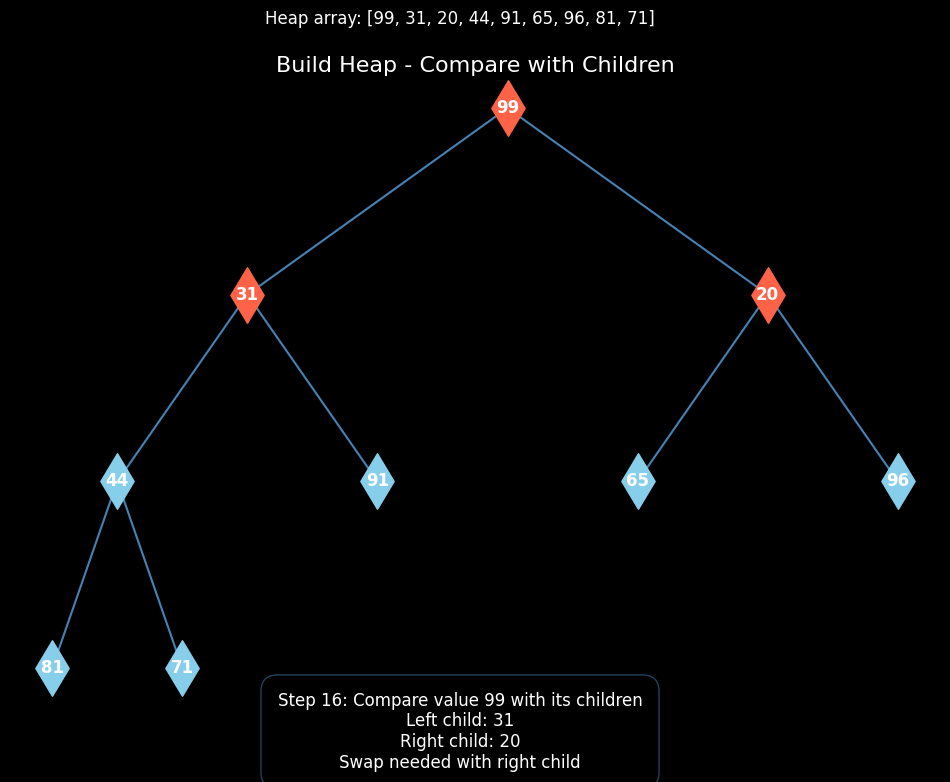 Heap array: [99, 31, 20, 44, 91, 65, 96, 81, 71]
Build Heap - Compare with Children
99
31
20
44
91
65
96
81
71
Step 16: Compare value 99 with its children
Left child: 31
Right child: 20
Swap needed with right child